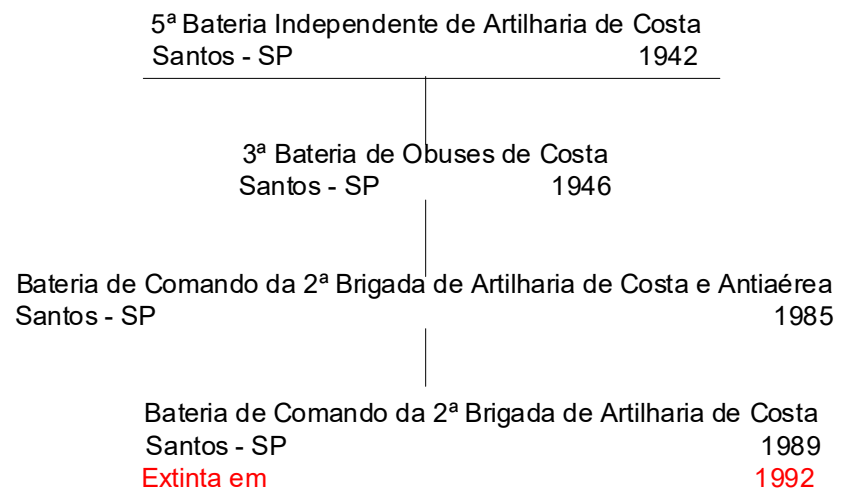 5ª Bateria Independente de Artilharia de Costa
Santos - SP 1942
3ª Bateria de Obuses de Costa
Santos - SP 1946
Bateria de Comando da 2ª Brigada de Artilharia de Costa e Antiaérea
Santos - SP 1985
Bateria de Comando da 2ª Brigada de Artilharia de Costa
Santos - SP 1989
Extinta em 1992